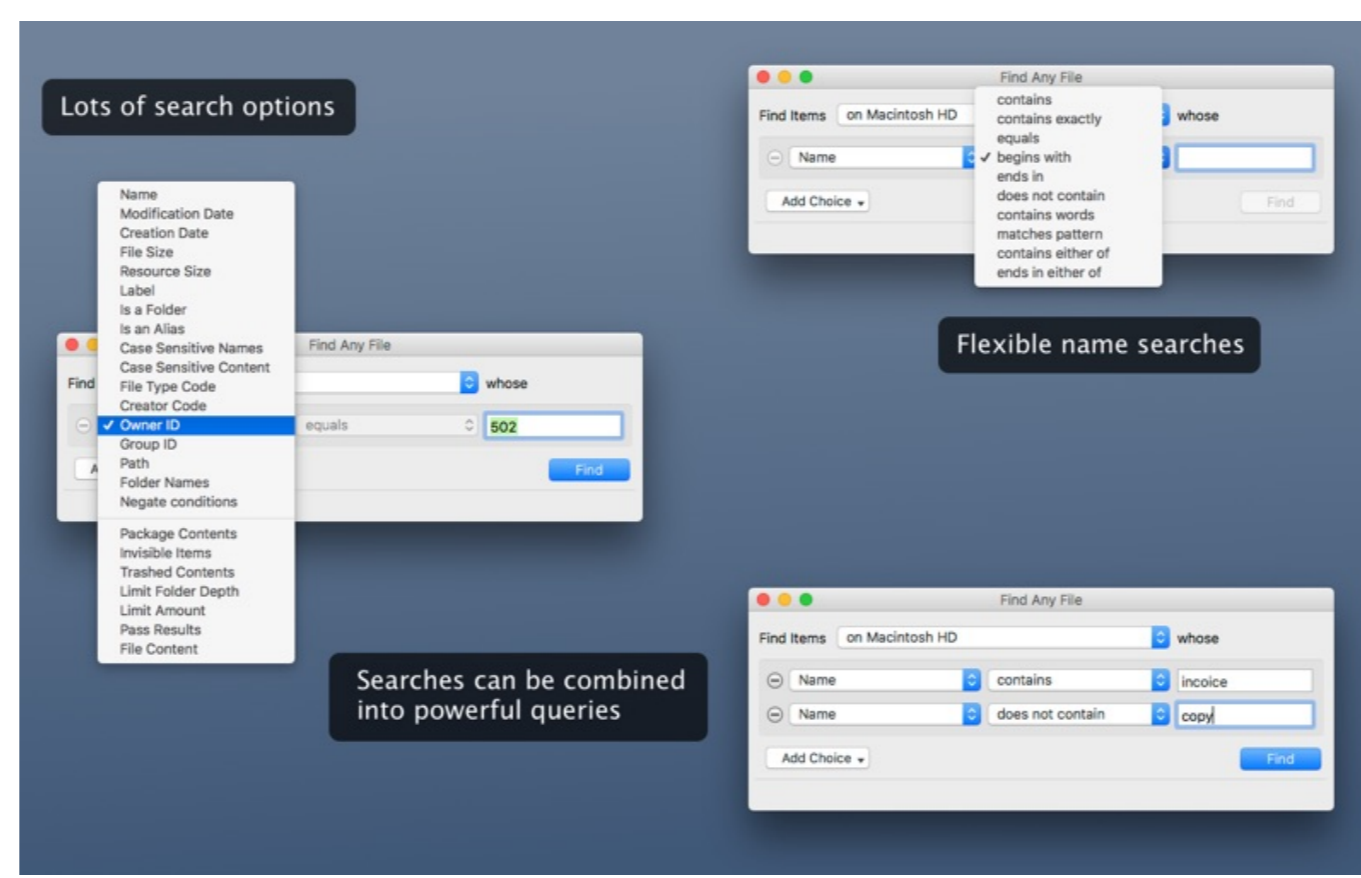 Lots of search options
Name
Modification Date
Creation Date
File Size
Resource Size
Label
Is a Folder
Is an Alias
Case Sensitive Names
Case Sensitive Content
File Type Code
Creator Code
✓ Owner ID
Group ID
Path
Folder Names
Negate conditions
Package Contents
Invisible Items
Trashed Contents
Limit Folder Depth
Limit Amount
Pass Results
File Content
Find Any File
Find whose
equals 502
A Find
Find Any File
Find Items on Macintosh HD whose
Name
Add Choice Find
contains
contains exactly
equals
✓ begins with
ends in
does not contain
contains words
matches pattern
contains either of
ends in either of
Flexible name searches
Searches can be combined
into powerful queries
Find Any File
Find Items on Macintosh HD whose
Name contains incoice
Name does not contain copy
Add Choice Find